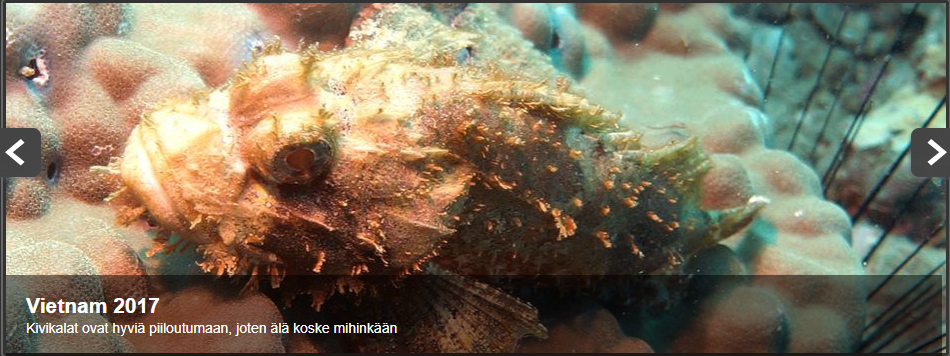 Vietnam 2017
Kivikalat ovat hyviä piiloutumaan, joten älä koske mihinkään